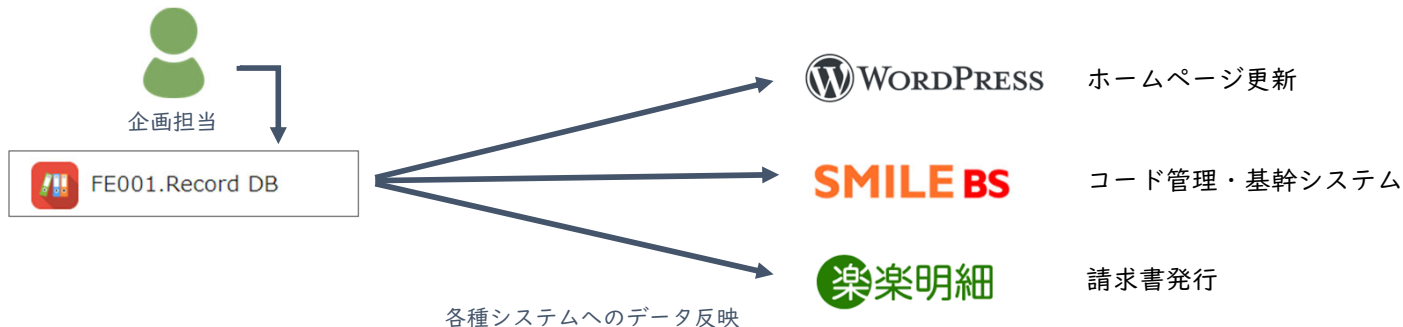 企画担当
FE001.Record DB
WORDPRESS ホームページ更新
SMILE BS コード管理・基幹システム
楽楽明細 請求書発行
各種システムへのデータ反映